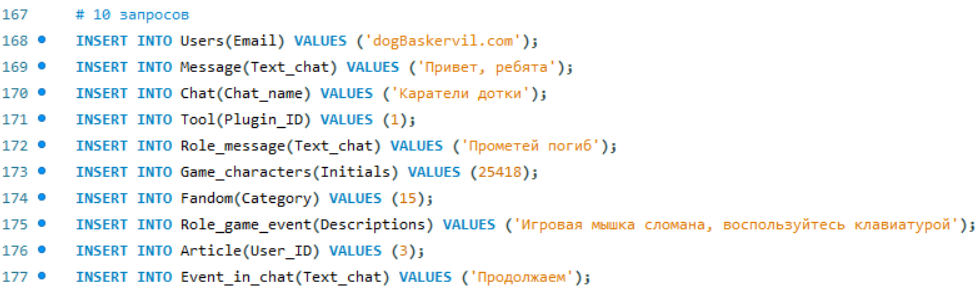 167 # 10 запросов
168 INSERT INTO Users(Email) VALUES ('dogBaskervil.com');
169 INSERT INTO Message(Text_chat) VALUES ('Привет, ребята');
170 INSERT INTO Chat(Chat_name) VALUES ('Каратели дотки');
171 INSERT INTO Tool(Plugin_ID) VALUES (1);
172 INSERT INTO Role_message(Text_chat) VALUES ('Прометей погиб');
173 INSERT INTO Game_characters(Initials) VALUES (25418);
174 INSERT INTO Fandom(Category) VALUES (15);
175 INSERT INTO Role_game_event(Descriptions) VALUES ('Игровая мышка сломана, воспользуйтесь клавиатурой');
176 INSERT INTO Article(User_ID) VALUES (3);
177 INSERT INTO Event_in_chat(Text_chat) VALUES ('Продолжаем');